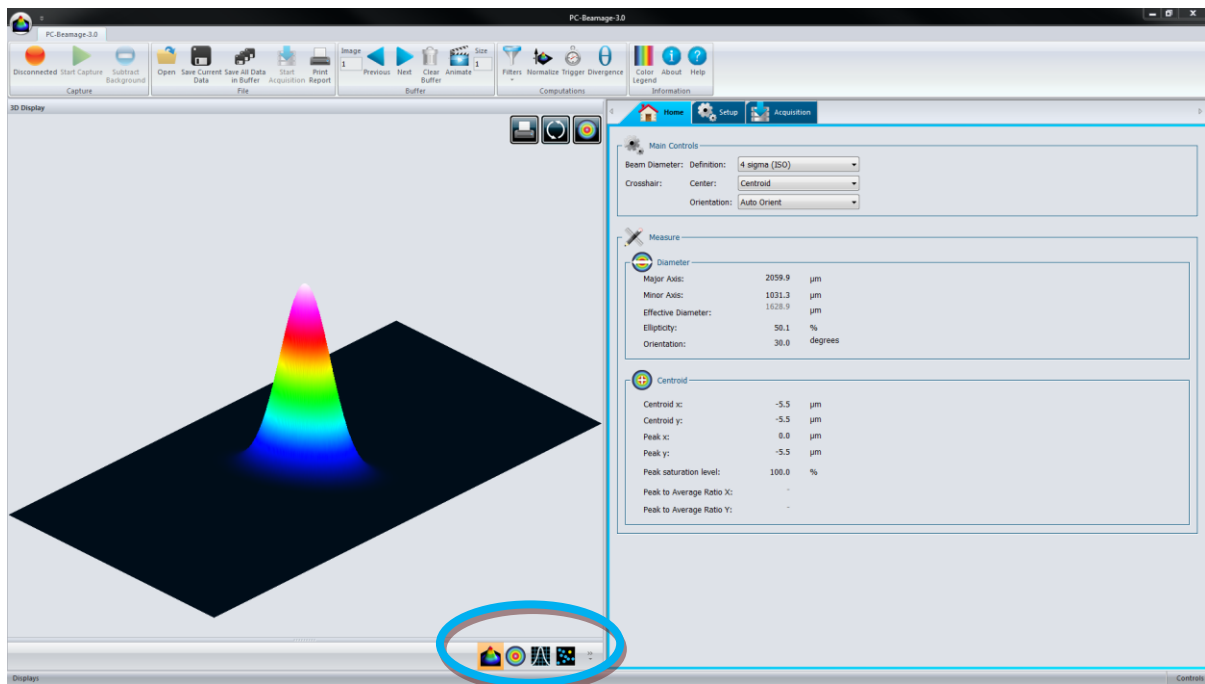 PC-Beamage-3.0
PC-Beamage-3.0
Disconnected Start Capture Subtract Background
Capture
Open Save Current Data Save All Data in Buffer Start Acquisition Print Report
File
Image 1 Previous Next Clear Buffer Animate Size 1
Buffer
Filters Normalize Trigger Divergence
Computations
Color Legend About Help
Information
3D Display
Home Setup Acquisition
Main Controls
Beam Diameter: Definition: 4 sigma (ISO)
Crosshair: Center: Centroid
Orientation: Auto Orient
Measure
Diameter
Major Axis: 2059.9 µm
Minor Axis: 1031.3 µm
Effective Diameter: 1628.9 µm
Ellipticity: 50.1 %
Orientation: 30.0 degrees
Centroid
Centroid x: -5.5 µm
Centroid y: -5.5 µm
Peak x: 0.0 µm
Peak y: -5.5 µm
Peak saturation level: 100.0 %
Peak to Average Ratio X: -
Peak to Average Ratio Y: -
Displays
Controls